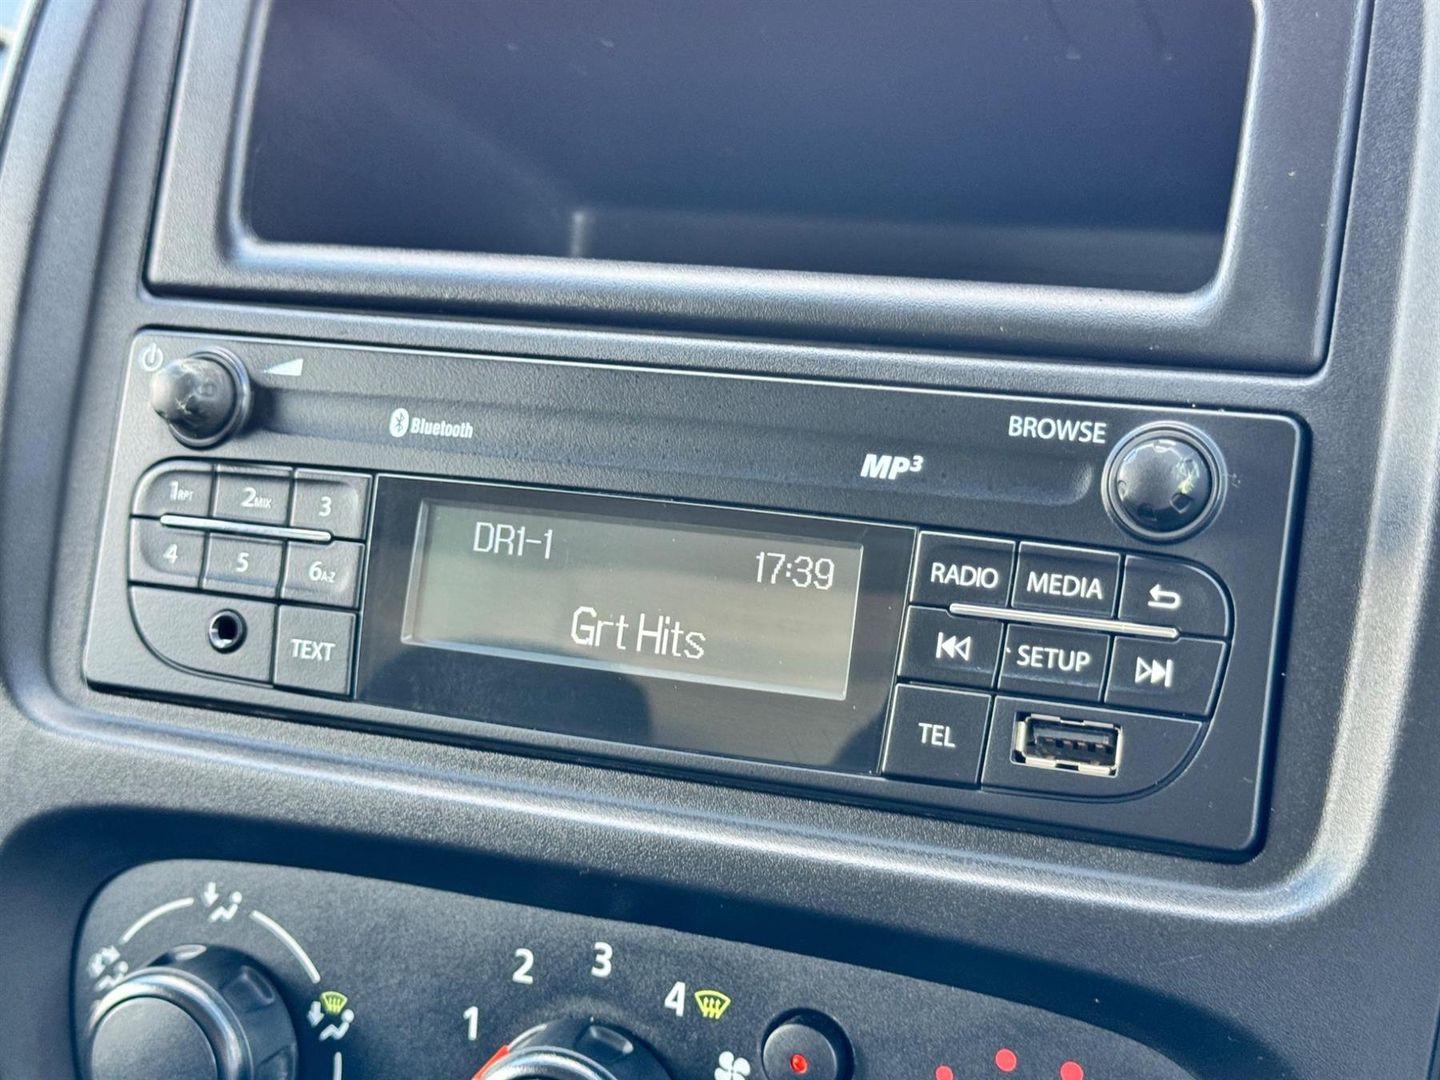 Bluetooth
BROWSE
MP3
1RPT 2MIX 3
4 5 6A-Z
TEXT
DR1-1
17:39
Grt Hits
RADIO MEDIA
SETUP
TEL
1 2 3 4